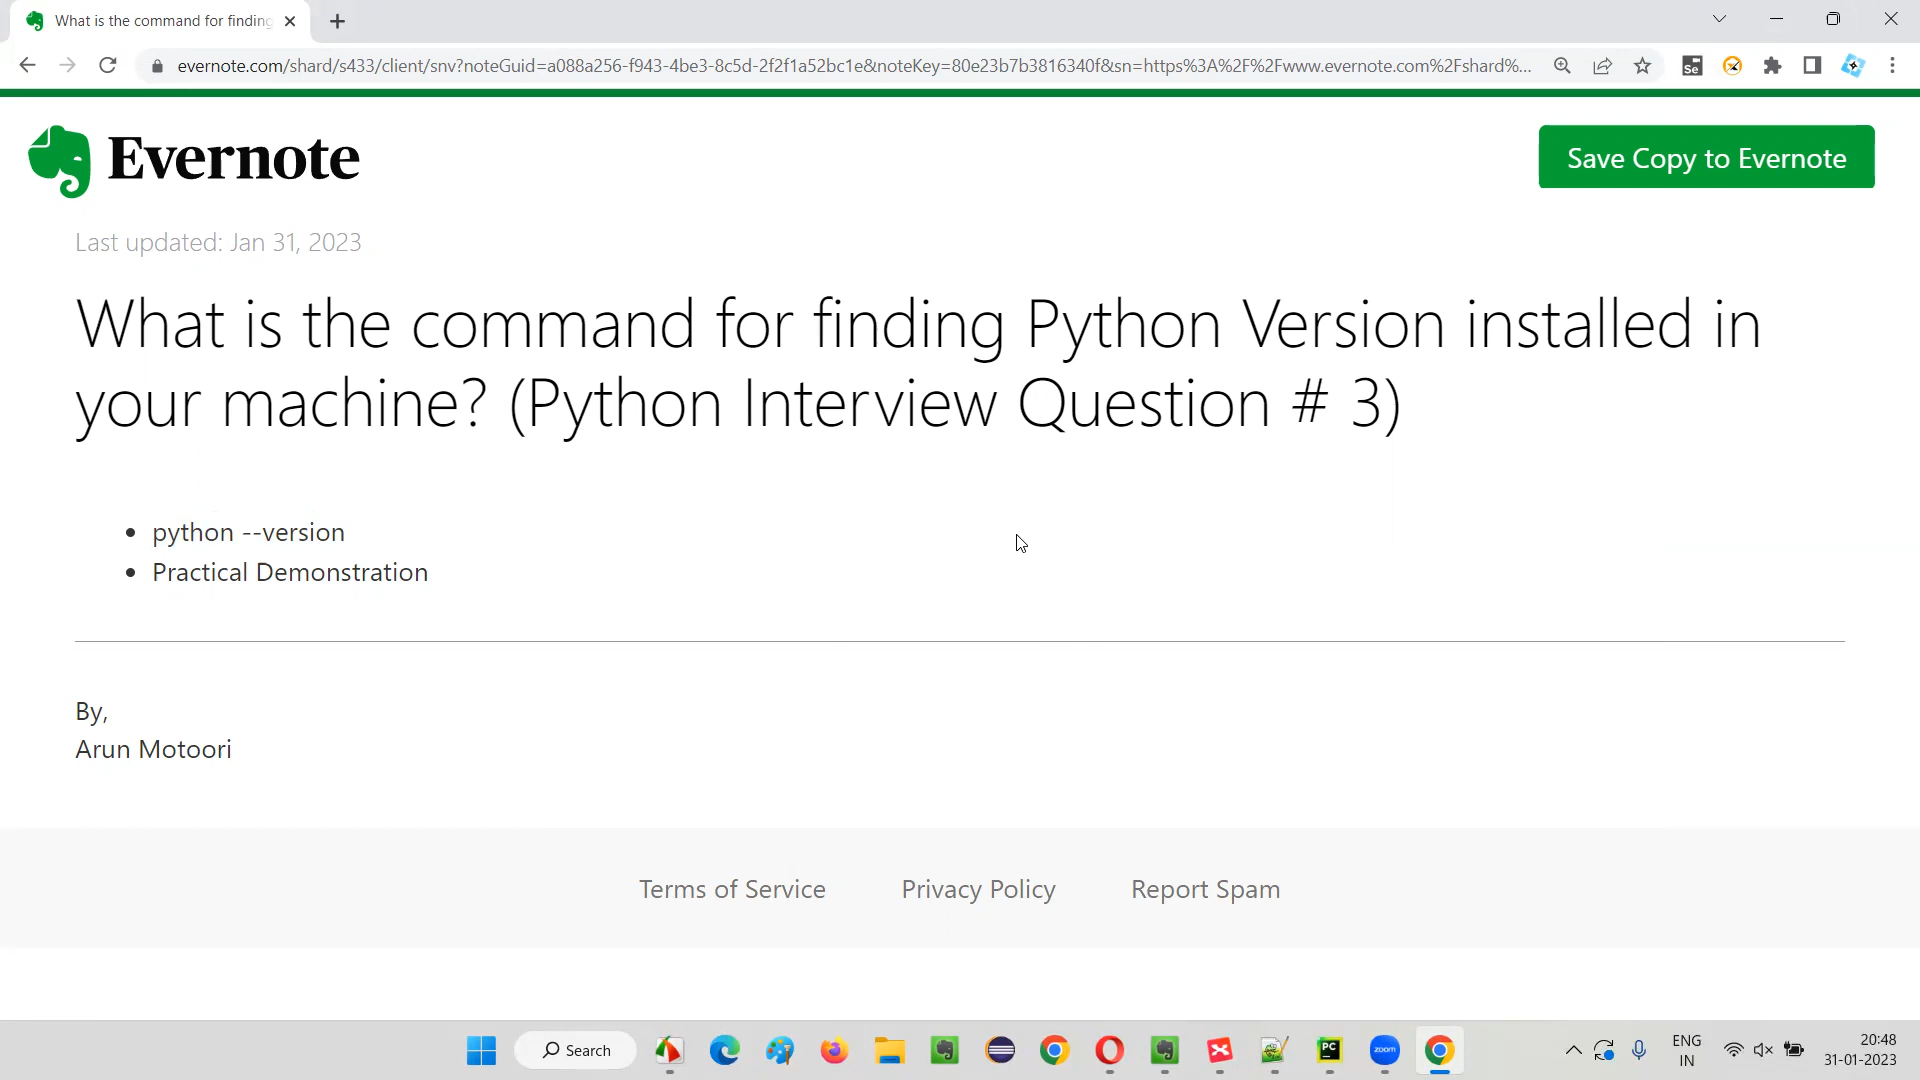 What is the command for finding
evernote.com/shard/s433/client/snv?noteGuid=a088a256-f943-4be3-8c5d-2f2f1a52bc1e&noteKey=80e23b7b3816340f&sn=https%3A%2F%2Fwww.evernote.com%2Fshard%...
Se
Evernote
Save Copy to Evernote
Last updated: Jan 31, 2023
What is the command for finding Python Version installed in
your machine? (Python Interview Question # 3)
• python --version
• Practical Demonstration
By,
Arun Motoori
Terms of Service
Privacy Policy
Report Spam
Search
PC
zoom
ENG
IN
20:48
31-01-2023